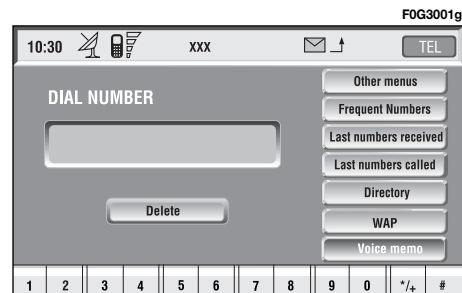 F0G3001g
10:30 XXX TEL
DIAL NUMBER
Delete
Other menus
Frequent Numbers
Last numbers received
Last numbers called
Directory
WAP
Voice memo
1 2 3 4 5 6 7 8 9 0 */+ #